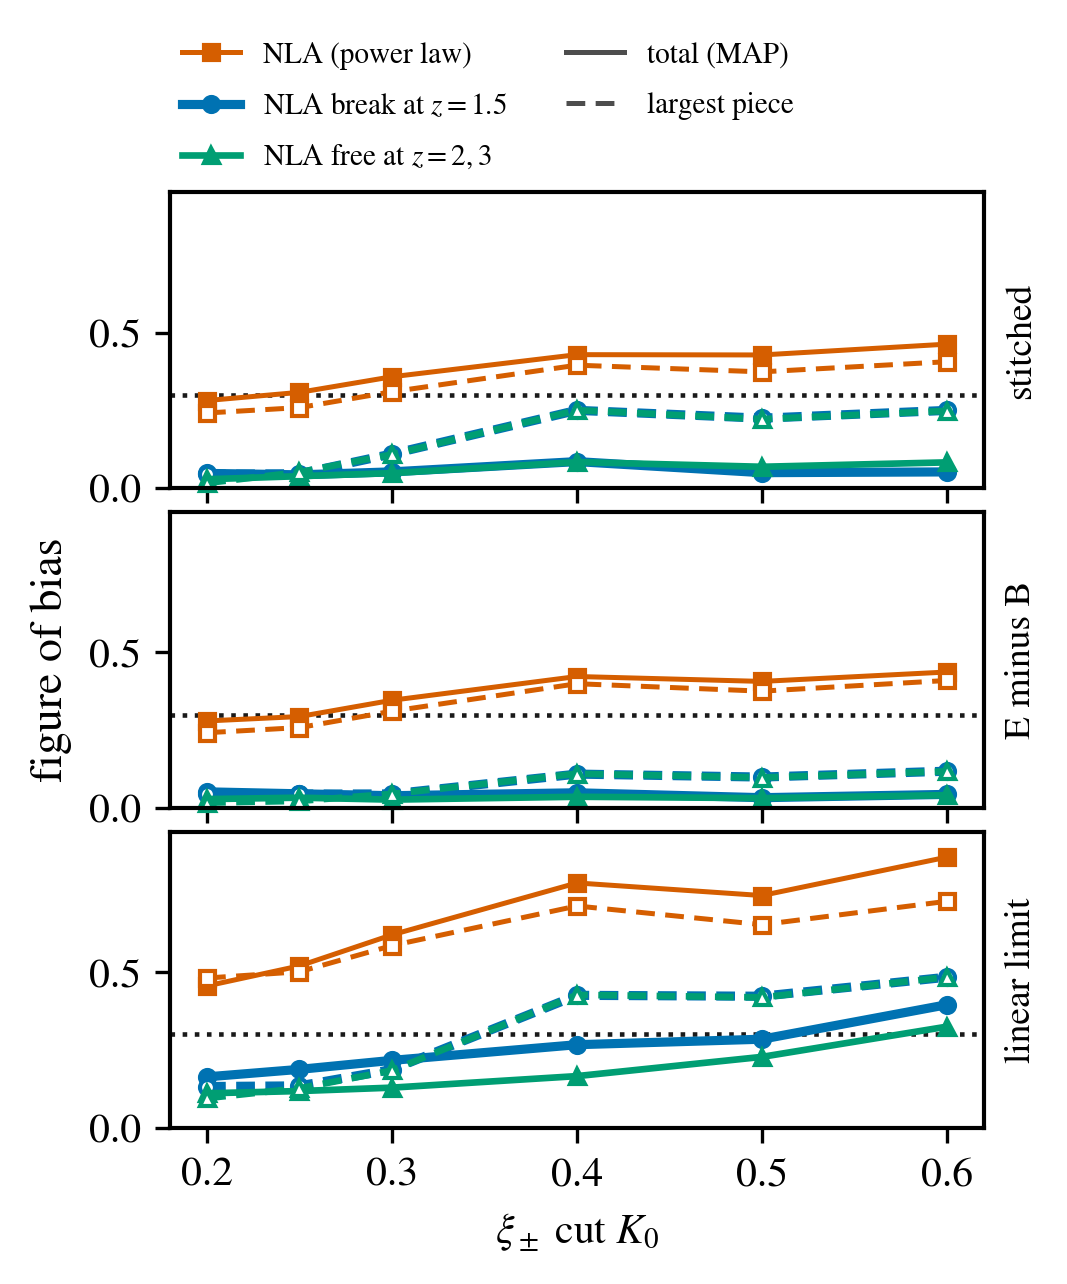 NLA (power law)
NLA break at z = 1.5
NLA free at z = 2, 3
total (MAP)
largest piece
0.5
0.0
stitched
0.5
0.0
E minus B
figure of bias
0.5
0.0
linear limit
0.2 0.3 0.4 0.5 0.6
ξ± cut K₀